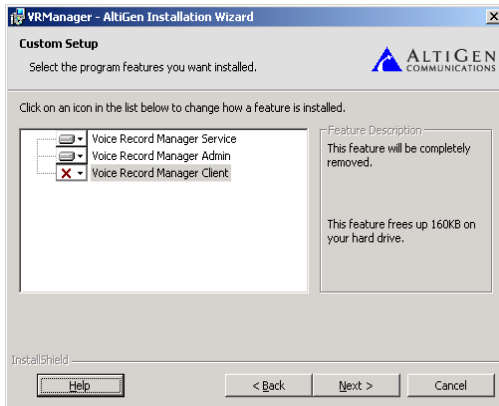 VRManager - AltiGen Installation Wizard
Custom Setup
Select the program features you want installed.
ALTIGEN
COMMUNICATIONS
Click on an icon in the list below to change how a feature is installed.
Voice Record Manager Service
Voice Record Manager Admin
Voice Record Manager Client
Feature Description
This feature will be completely
removed.
This feature frees up 160KB on
your hard drive.
InstallShield
Help
< Back
Next >
Cancel